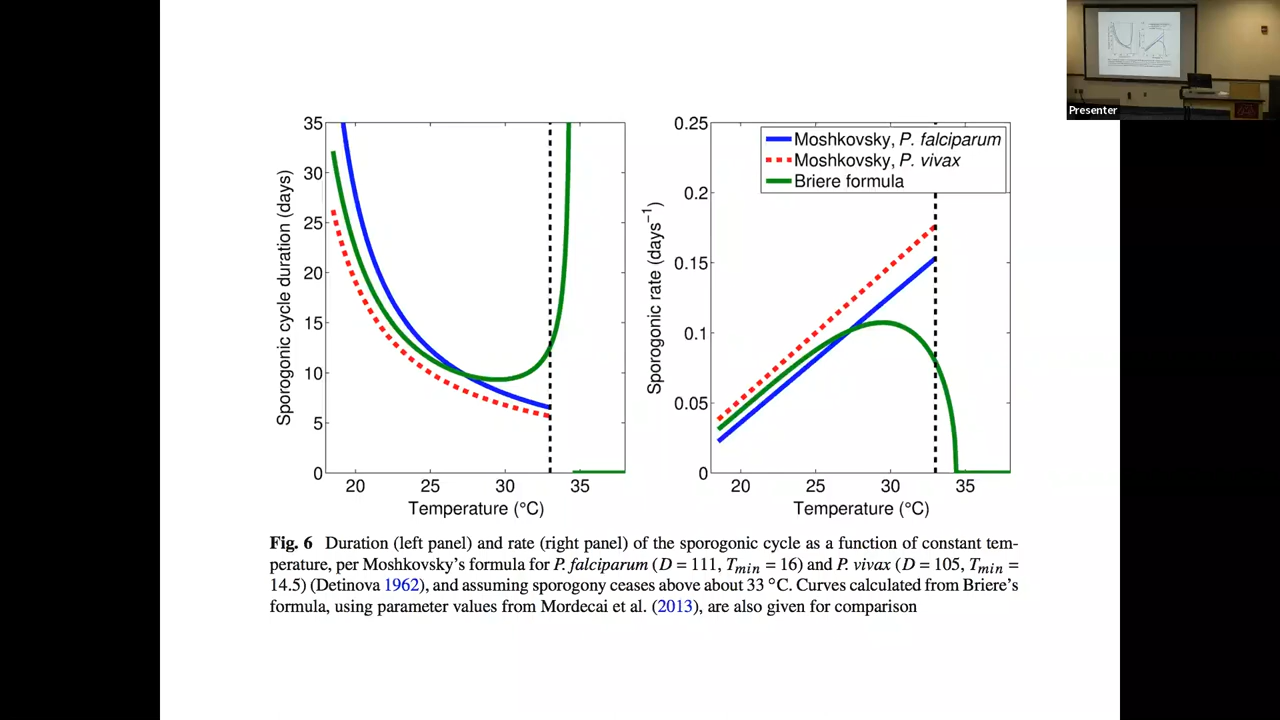 Presenter
35
30
25
20
15
10
5
0
Sporogonic cycle duration (days)
20 25 30 35
Temperature (°C)
0.25
0.2
0.15
0.1
0.05
0
Sporogonic rate (days⁻¹)
Moshkovsky, P. falciparum
Moshkovsky, P. vivax
Briere formula
20 25 30 35
Temperature (°C)
Fig. 6 Duration (left panel) and rate (right panel) of the sporogonic cycle as a function of constant tem-
perature, per Moshkovsky's formula for P. falciparum (D = 111, Tmin = 16) and P. vivax (D = 105, Tmin =
14.5) (Detinova 1962), and assuming sporogony ceases above about 33 °C. Curves calculated from Briere's
formula, using parameter values from Mordecai et al. (2013), are also given for comparison